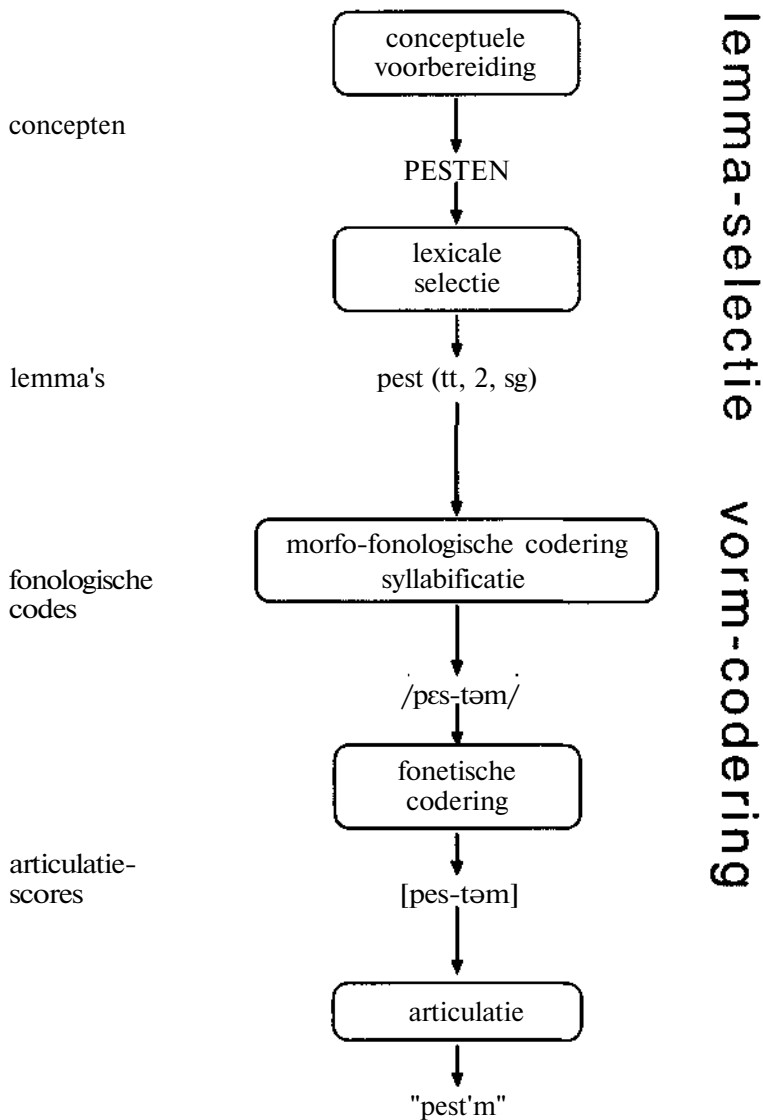 conceptuele
voorbereiding
concepten
PESTEN
lexicale
selectie
lemma's
pest (tt, 2, sg)
morfo-fonologische codering
syllabificatie
fonologische
codes
/pɛs-təm/
fonetische
codering
articulatie-
scores
[pes-təm]
articulatie
"pest'm"
lemma-selectie
vorm-codering